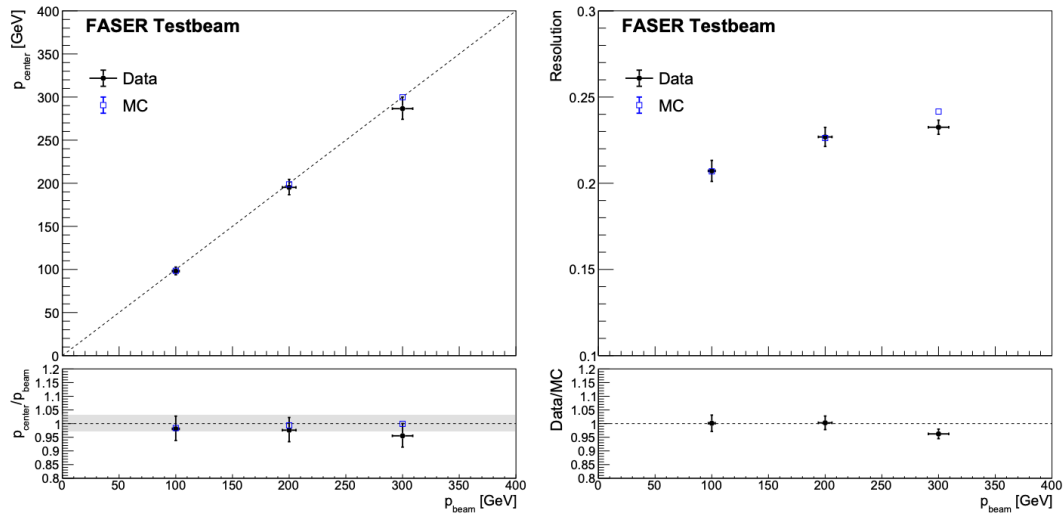 FASER Testbeam
p_center [GeV]
400
350
300
250
200
150
100
50
0
Data
MC
p_center/p_beam
1.2
1.15
1.1
1.05
1
0.95
0.9
0.85
0.8
0 50 100 150 200 250 300 350 400
p_beam [GeV]
FASER Testbeam
Resolution
0.3
0.25
0.2
0.15
0.1
Data
MC
Data/MC
1.2
1.15
1.1
1.05
1
0.95
0.9
0.85
0.8
0 50 100 150 200 250 300 350 400
p_beam [GeV]